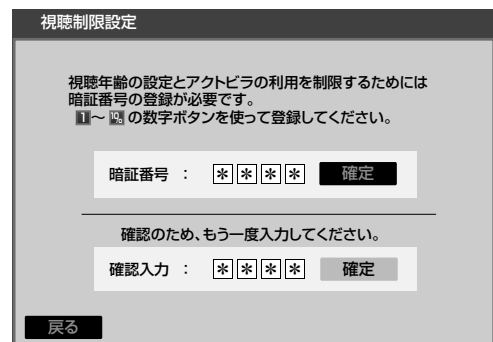 視聴制限設定
視聴年齢の設定とアクトビラの利用を制限するためには
暗証番号の登録が必要です。
1～10/0の数字ボタンを使って登録してください。
暗証番号 ： ＊＊＊＊ 確定
確認のため、もう一度入力してください。
確認入力 ： ＊＊＊＊ 確定
戻る